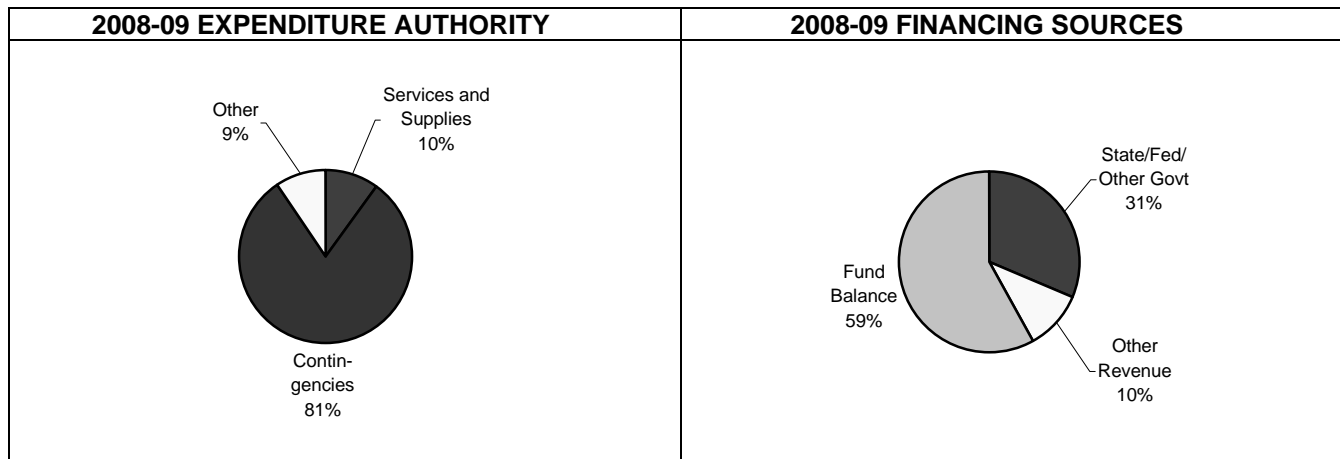 2008-09 EXPENDITURE AUTHORITY
Other
9%
Services and
Supplies
10%
Contin-
gencies
81%
2008-09 FINANCING SOURCES
State/Fed/
Other Govt
31%
Fund
Balance
59%
Other
Revenue
10%